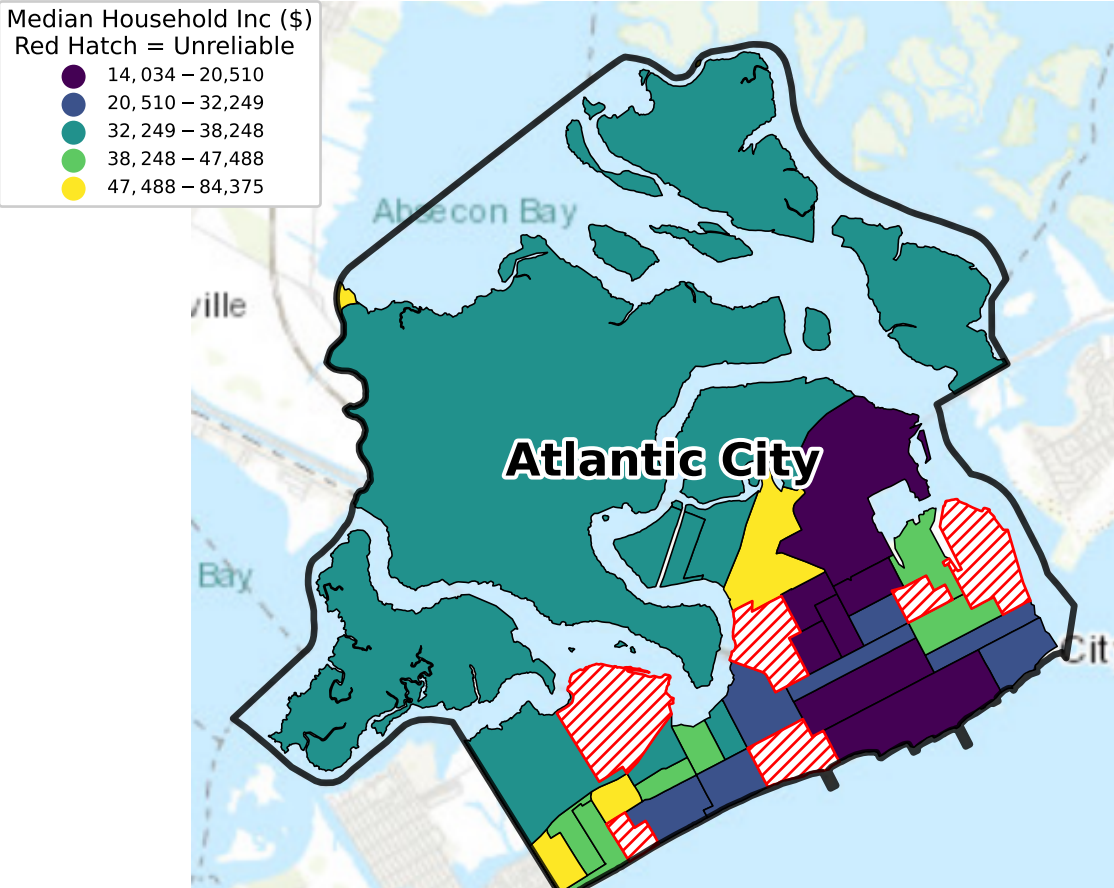 Median Household Inc ($)
Red Hatch = Unreliable
14,034 − 20,510
20,510 − 32,249
32,249 − 38,248
38,248 − 47,488
47,488 − 84,375
Absecon Bay
ville
Atlantic City
Bay
Cit